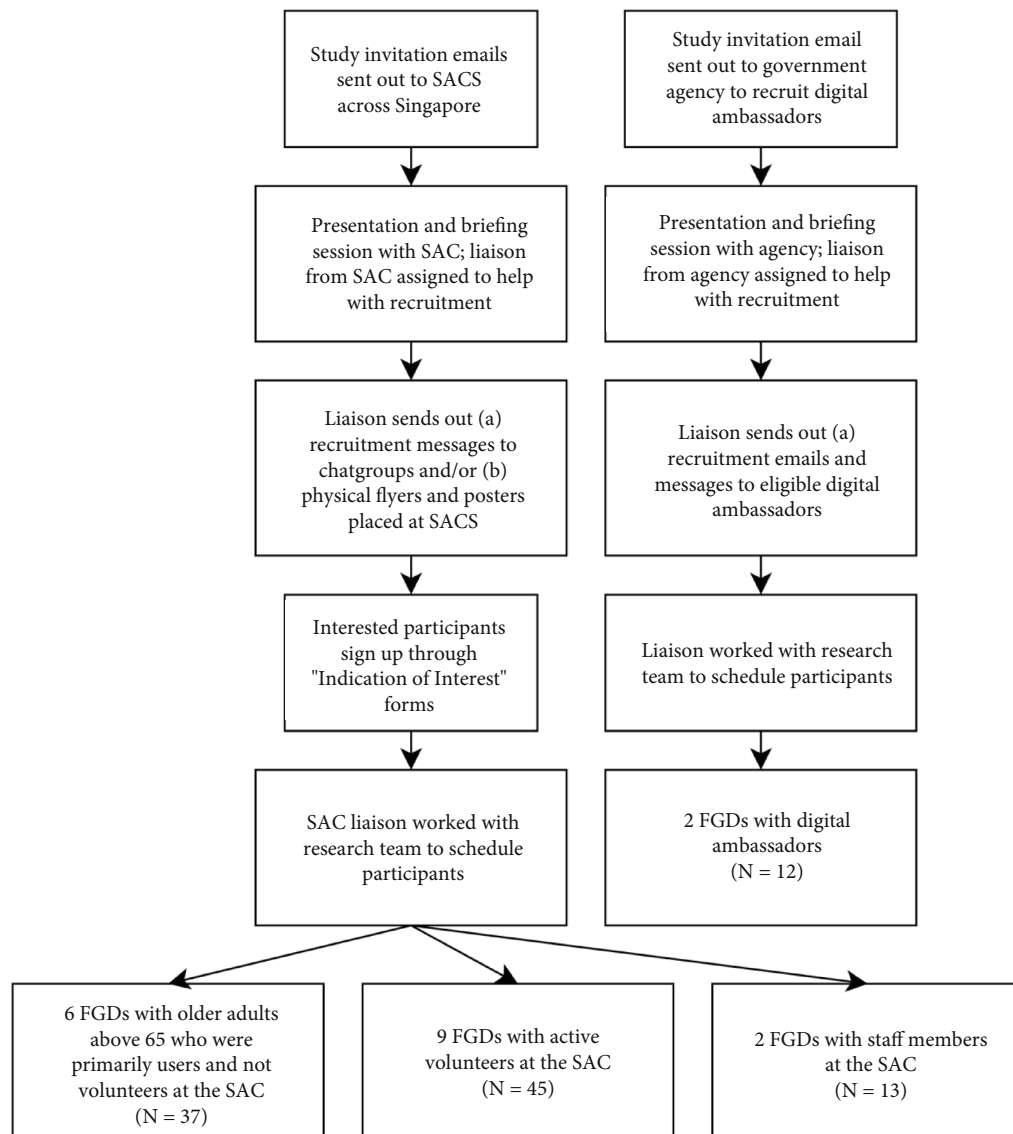 Study invitation emails
sent out to SACS
across Singapore
Study invitation email
sent out to government
agency to recruit digital
ambassadors
Presentation and briefing
session with SAC; liaison
from SAC assigned to help
with recruitment
Presentation and briefing
session with agency; liaison
from agency assigned to help
with recruitment
Liaison sends out (a)
recruitment messages to
chatgroups and/or (b)
physical flyers and posters
placed at SACS
Liaison sends out (a)
recruitment emails and
messages to eligible digital
ambassadors
Interested participants
sign up through
"Indication of Interest"
forms
Liaison worked with research
team to schedule participants
SAC liaison worked with
research team to schedule
participants
2 FGDs with digital
ambassadors
(N = 12)
6 FGDs with older adults
above 65 who were
primarily users and not
volunteers at the SAC
(N = 37)
9 FGDs with active
volunteers at the SAC
(N = 45)
2 FGDs with staff members
at the SAC
(N = 13)